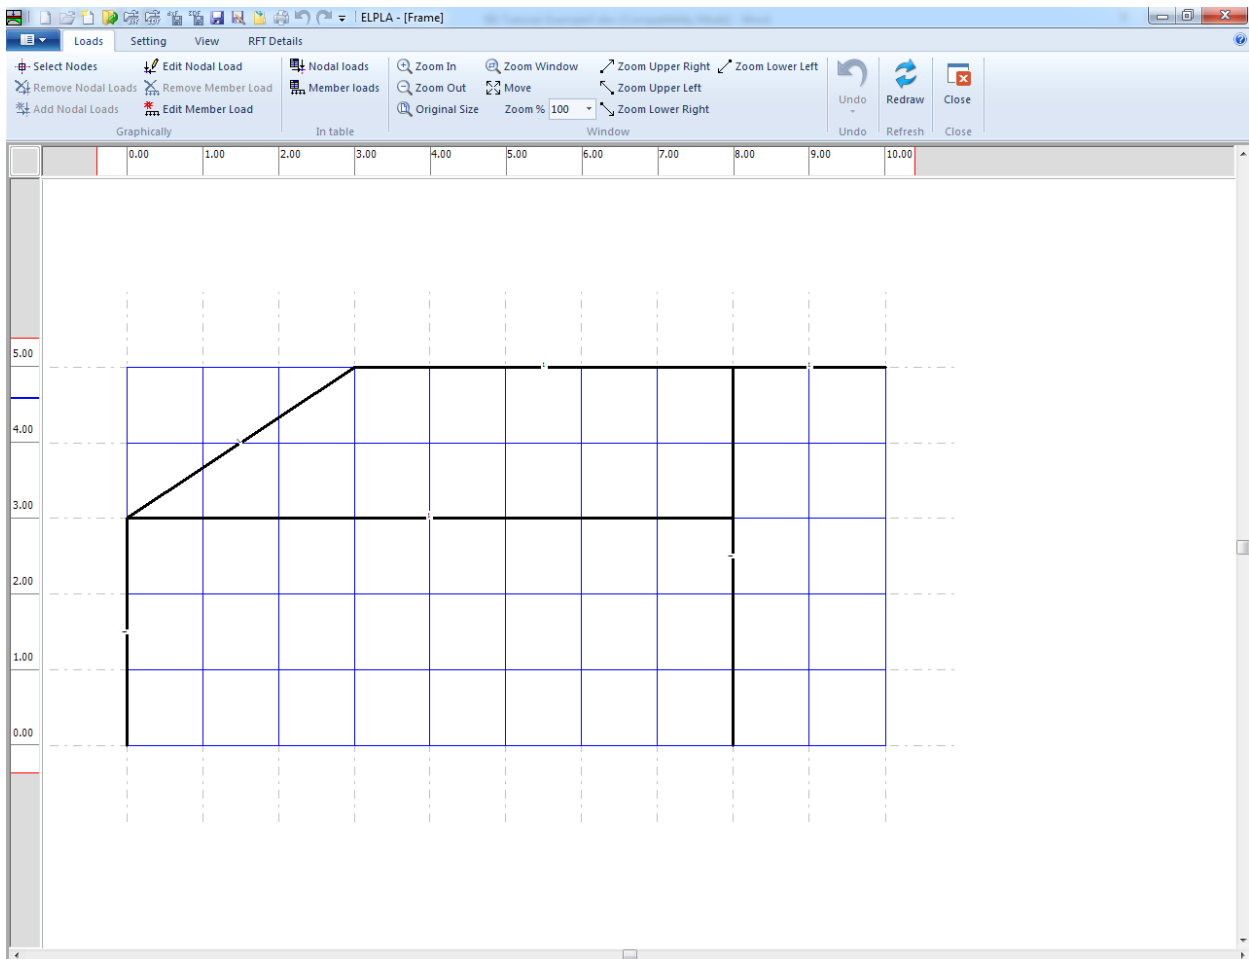 ELPLA - [Frame]
Loads Setting View RFT Details
Select Nodes Edit Nodal Load Nodal loads Zoom In Zoom Window Zoom Upper Right Zoom Lower Left
Remove Nodal Loads Remove Member Load Member loads Zoom Out Move Zoom Upper Left
Add Nodal Loads Edit Member Load Original Size Zoom % 100 Zoom Lower Right
Undo Redraw Close
Graphically In table Window Undo Refresh Close
0.00 1.00 2.00 3.00 4.00 5.00 6.00 7.00 8.00 9.00 10.00
5.00
4.00
3.00
2.00
1.00
0.00